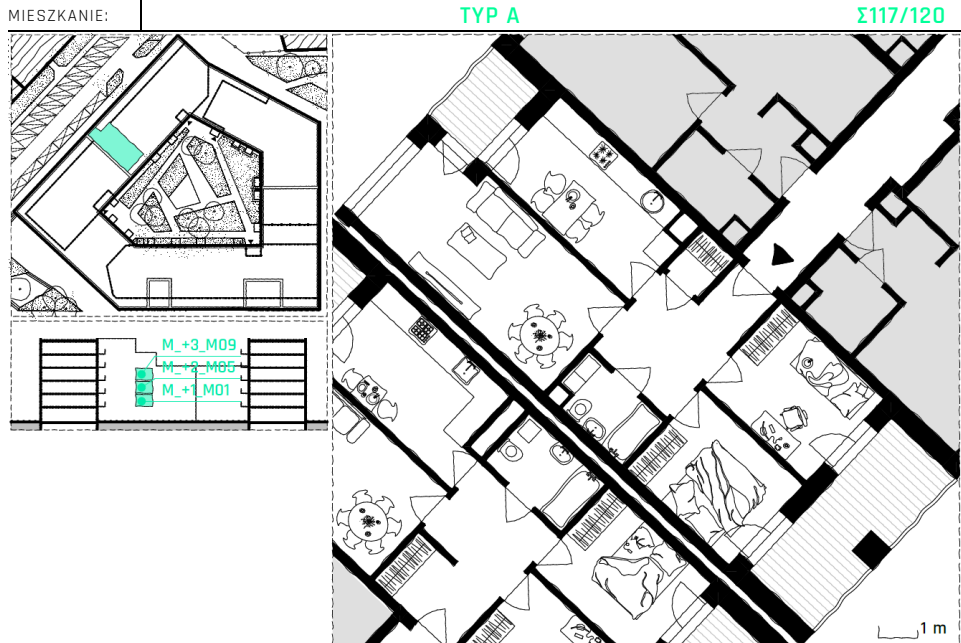 MIESZKANIE:
TYP A
Σ117/120
M_+3_M09
M_+2_M05
M_+1_M01
1 m